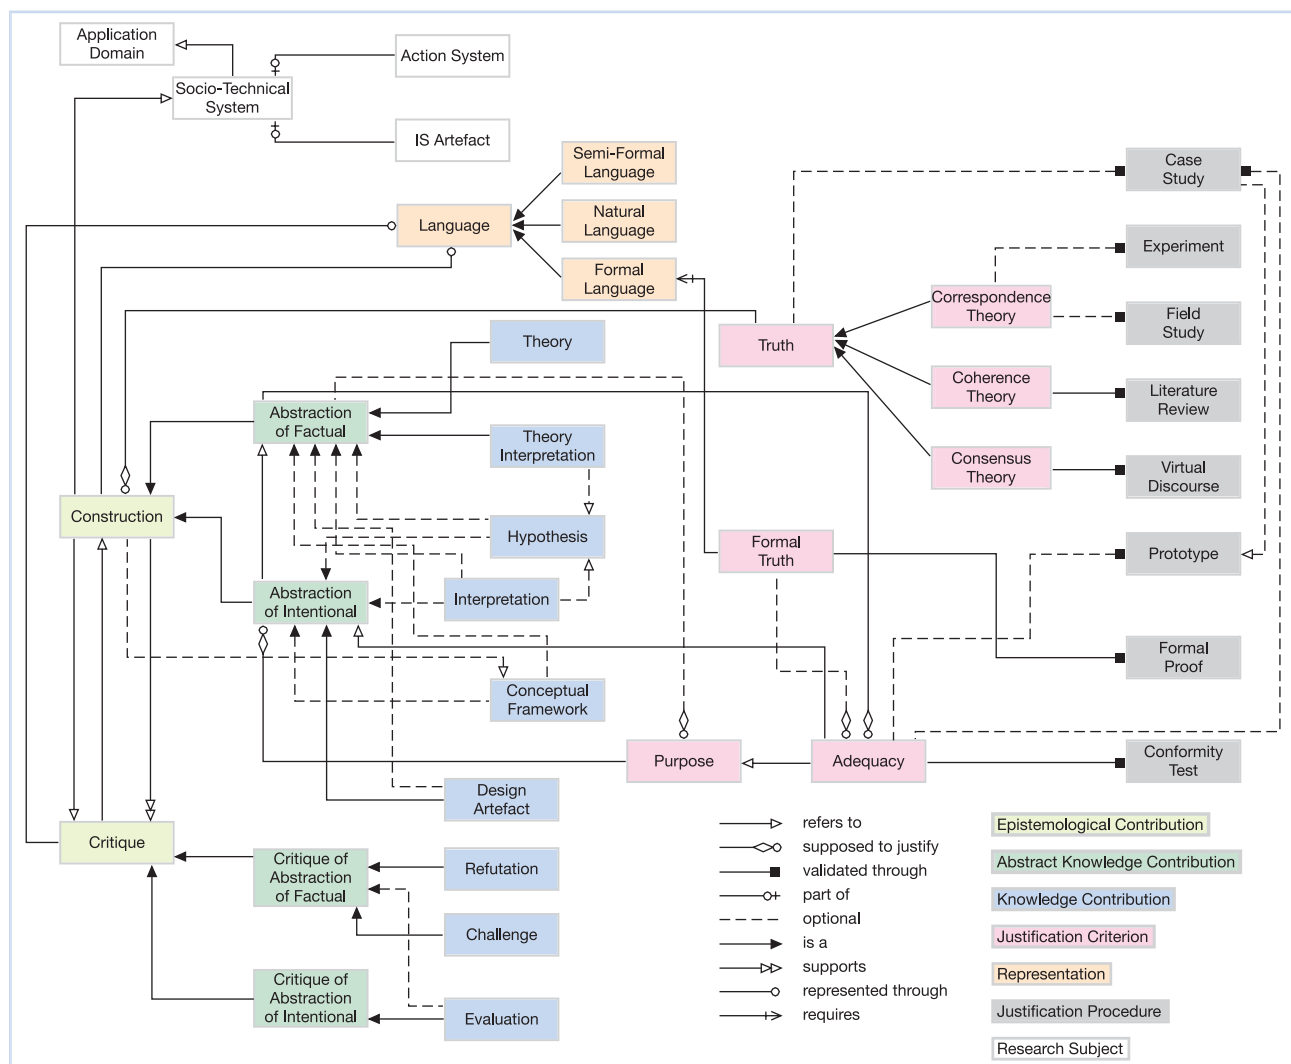 Application
Domain
Action System
Socio-Technical
System
IS Artefact
Semi-Formal
Language
Case
Study
Language
Natural
Language
Experiment
Formal
Language
Correspondence
Theory
Field
Study
Theory
Truth
Coherence
Theory
Literature
Review
Abstraction
of Factual
Theory
Interpretation
Consensus
Theory
Virtual
Discourse
Construction
Hypothesis
Formal
Truth
Prototype
Abstraction
of Intentional
Interpretation
Formal
Proof
Conceptual
Framework
Purpose
Adequacy
Conformity
Test
Design
Artefact
Critique
Critique of
Abstraction
of Factual
Refutation
Challenge
Critique of
Abstraction
of Intentional
Evaluation
refers to
supposed to justify
validated through
part of
optional
is a
supports
represented through
requires
Epistemological Contribution
Abstract Knowledge Contribution
Knowledge Contribution
Justification Criterion
Representation
Justification Procedure
Research Subject